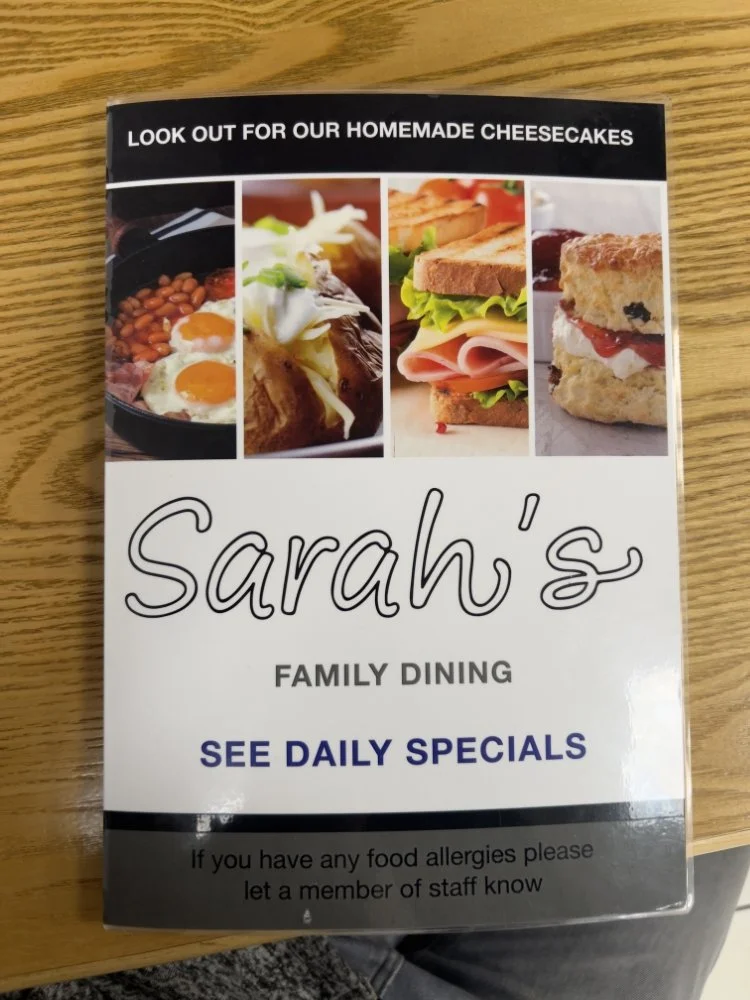 LOOK OUT FOR OUR HOMEMADE CHEESECAKES
Sarah's
FAMILY DINING
SEE DAILY SPECIALS
If you have any food allergies please
let a member of staff know